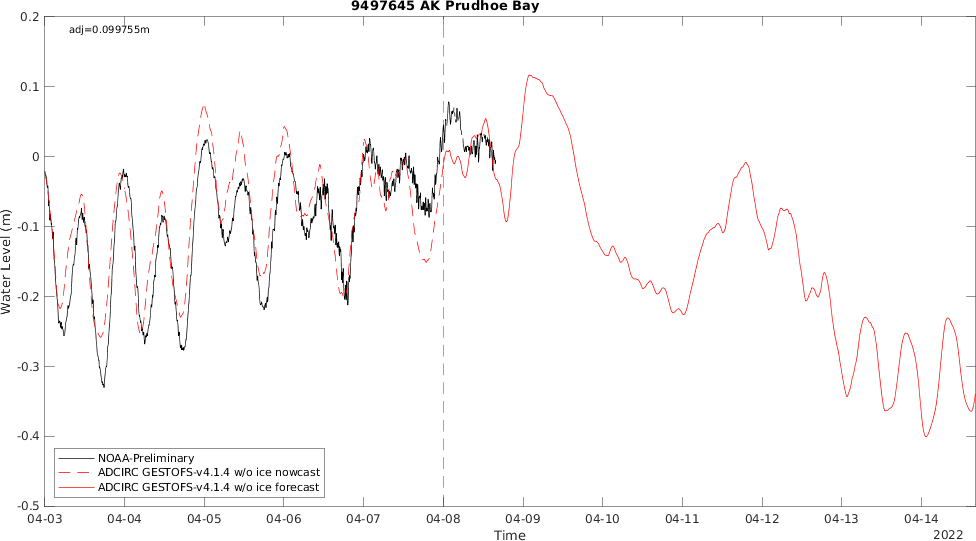 9497645 AK Prudhoe Bay
adj=0.099755m
0.2
0.1
0
-0.1
-0.2
-0.3
-0.4
-0.5
Water Level (m)
NOAA-Preliminary
ADCIRC GESTOFS-v4.1.4 w/o ice nowcast
ADCIRC GESTOFS-v4.1.4 w/o ice forecast
04-03 04-04 04-05 04-06 04-07 04-08 04-09 04-10 04-11 04-12 04-13 04-14
Time
2022